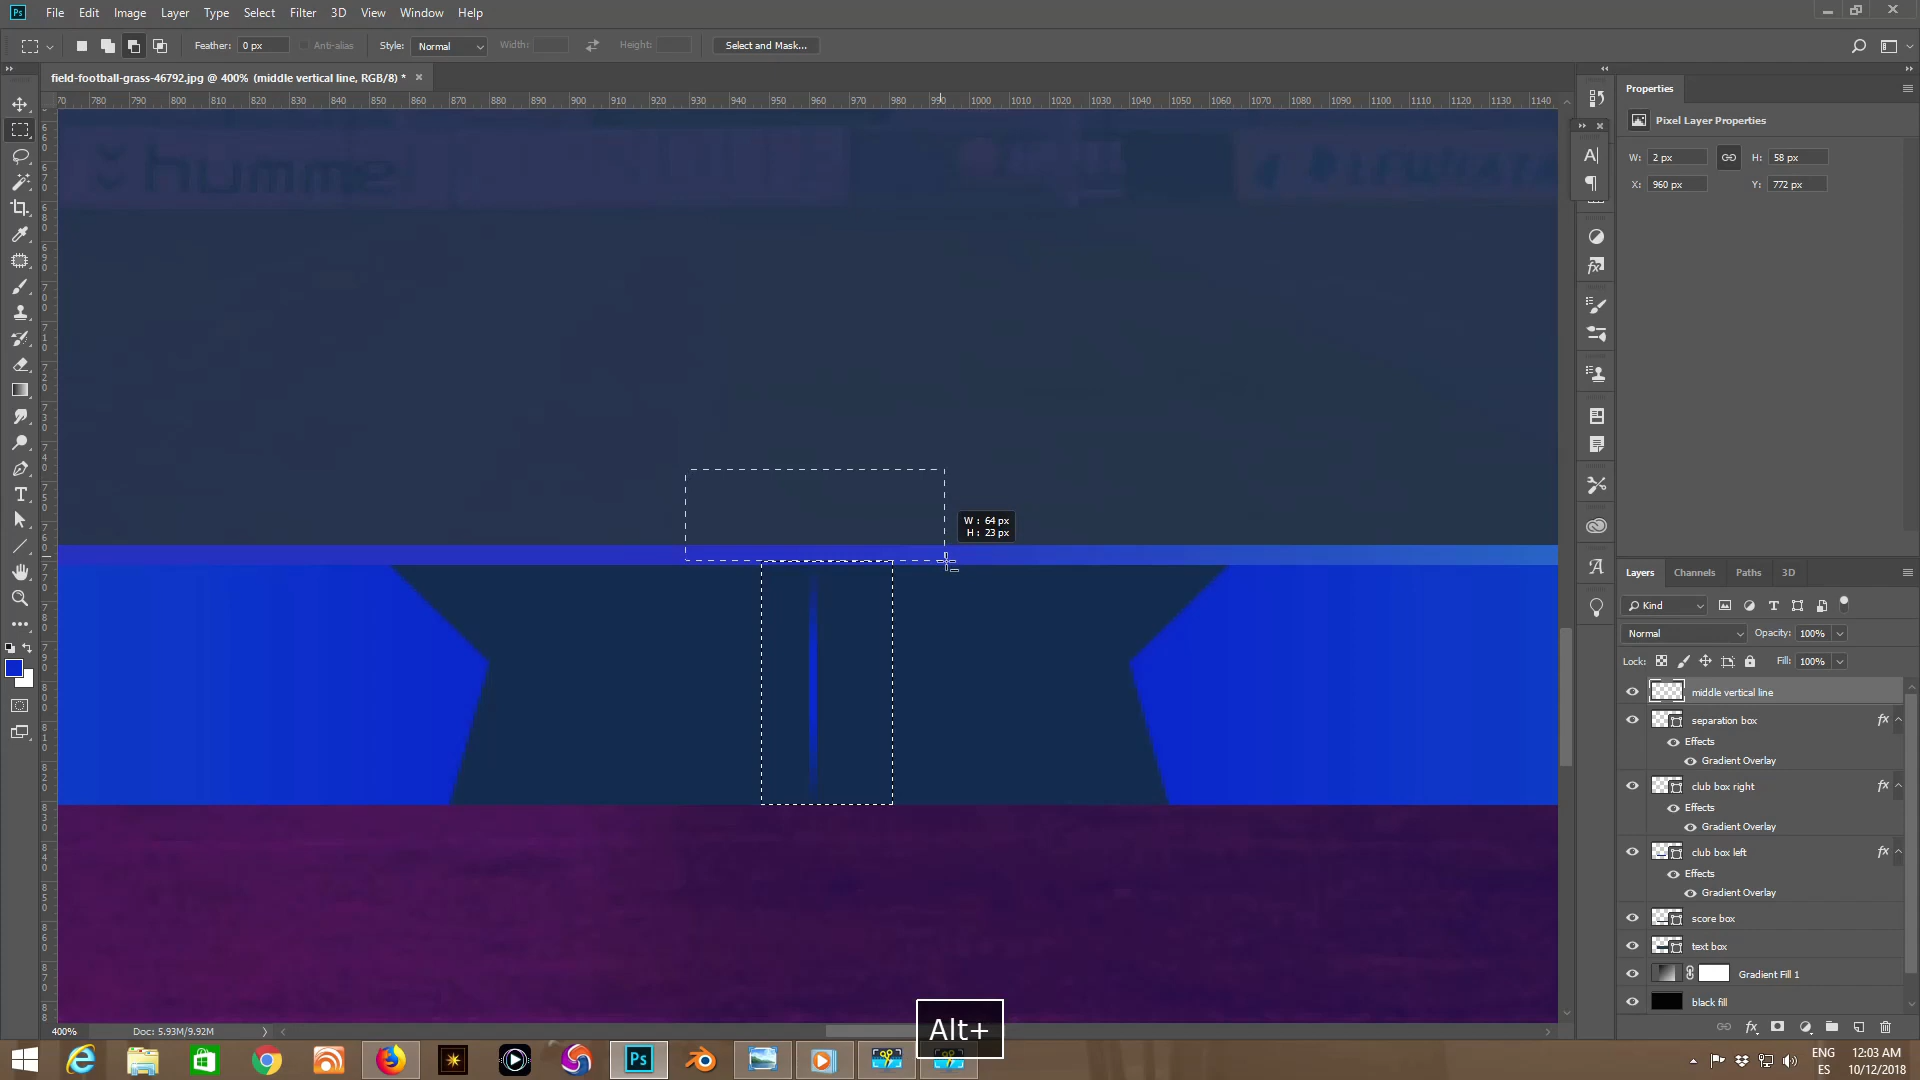 Ps File Edit Image Layer Type Select Filter 3D View Window Help
Feather: 0 px Anti-alias Style: Normal Width: Height: Select and Mask...
field-football-grass-46792.jpg @ 400% (middle vertical line, RGB/8) * ×
70 780 790 800 810 820 830 840 850 860 870 880 890 900 910 920 930 940 950 960 970 980 990 1000 1010 1020 1030 1040 1050 1060 1070 1080 1090 1100 1110 1120 1130 1140
hummel
W : 64 px
H : 23 px
Properties
Pixel Layer Properties
W: 2 px H: 58 px
X: 960 px Y: 772 px
Layers Channels Paths 3D
Kind
Normal Opacity: 100%
Lock: Fill: 100%
middle vertical line
separation box fx
Effects
Gradient Overlay
club box right fx
Effects
Gradient Overlay
club box left fx
Effects
Gradient Overlay
score box
text box
Gradient Fill 1
black fill
400% Doc: 5.93M/9.92M
Alt+
Ps
ENG
ES
12:03 AM
10/12/2018